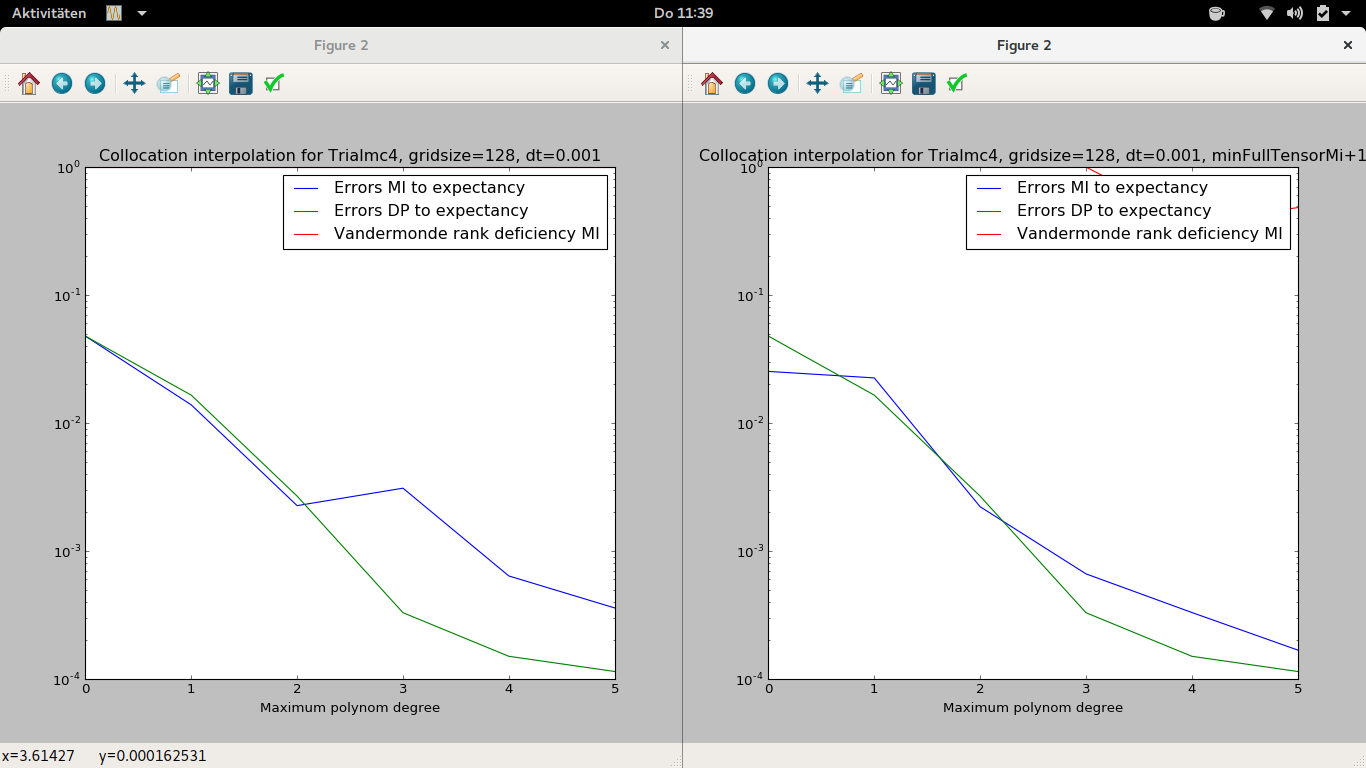 Aktivitäten
Do 11:39
Figure 2
Collocation interpolation for Trialmc4, gridsize=128, dt=0.001
Errors MI to expectancy
Errors DP to expectancy
Vandermonde rank deficiency MI
10^0
10^-1
10^-2
10^-3
10^-4
0 1 2 3 4 5
Maximum polynom degree
x=3.61427 y=0.000162531
Figure 2
Collocation interpolation for Trialmc4, gridsize=128, dt=0.001, minFullTensorMi+1
Errors MI to expectancy
Errors DP to expectancy
Vandermonde rank deficiency MI
10^0
10^-1
10^-2
10^-3
10^-4
0 1 2 3 4 5
Maximum polynom degree